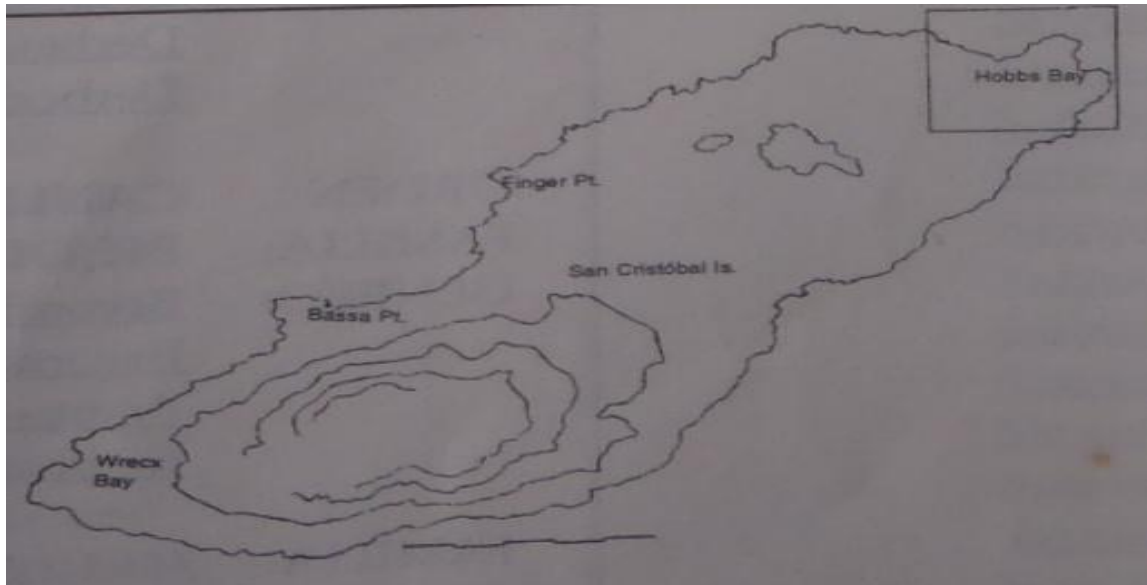 Hobbs Bay
Finger Pt.
San Cristóbal Is.
Bassa Pt.
Wreck
Bay